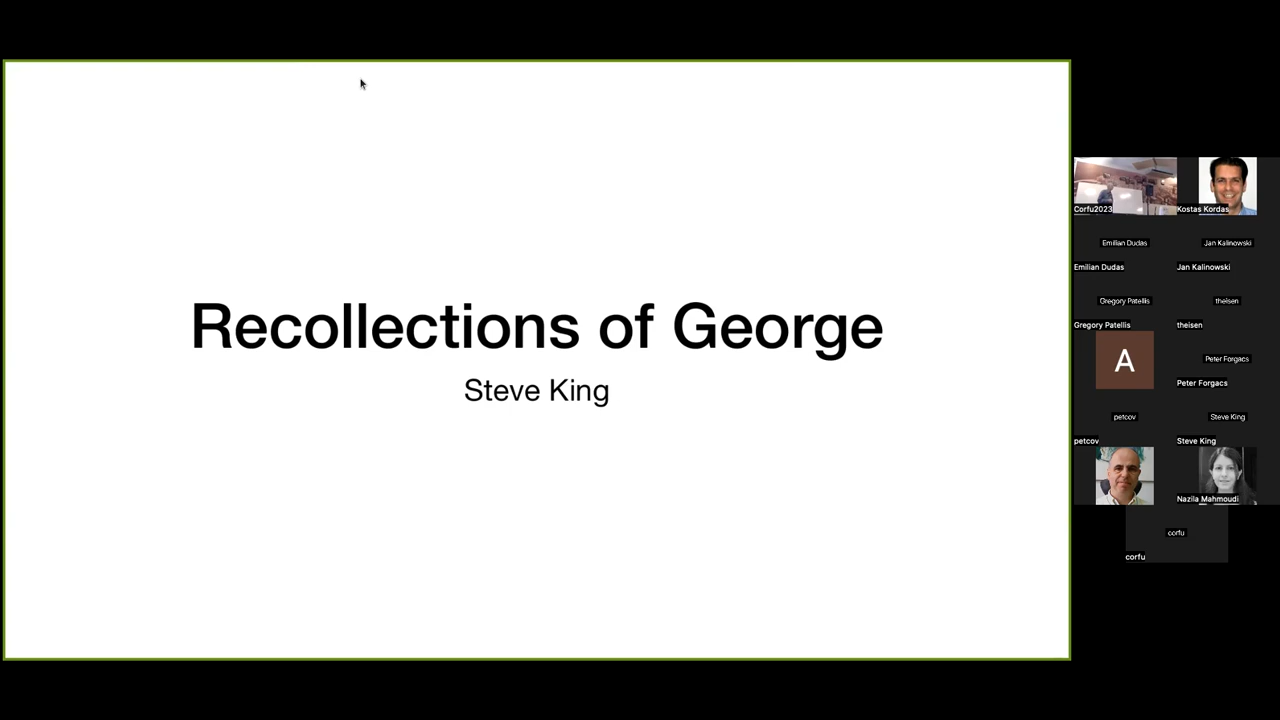 Recollections of George
Steve King
Corfu2023
Kostas Kordas
Emilian Dudas
Jan Kalinowski
Emilian Dudas
Jan Kalinowski
Gregory Patellis
theisen
Gregory Patellis
theisen
A
Peter Forgacs
Peter Forgacs
petcov
Steve King
petcov
Steve King
Nazila Mahmoudi
corfu
corfu